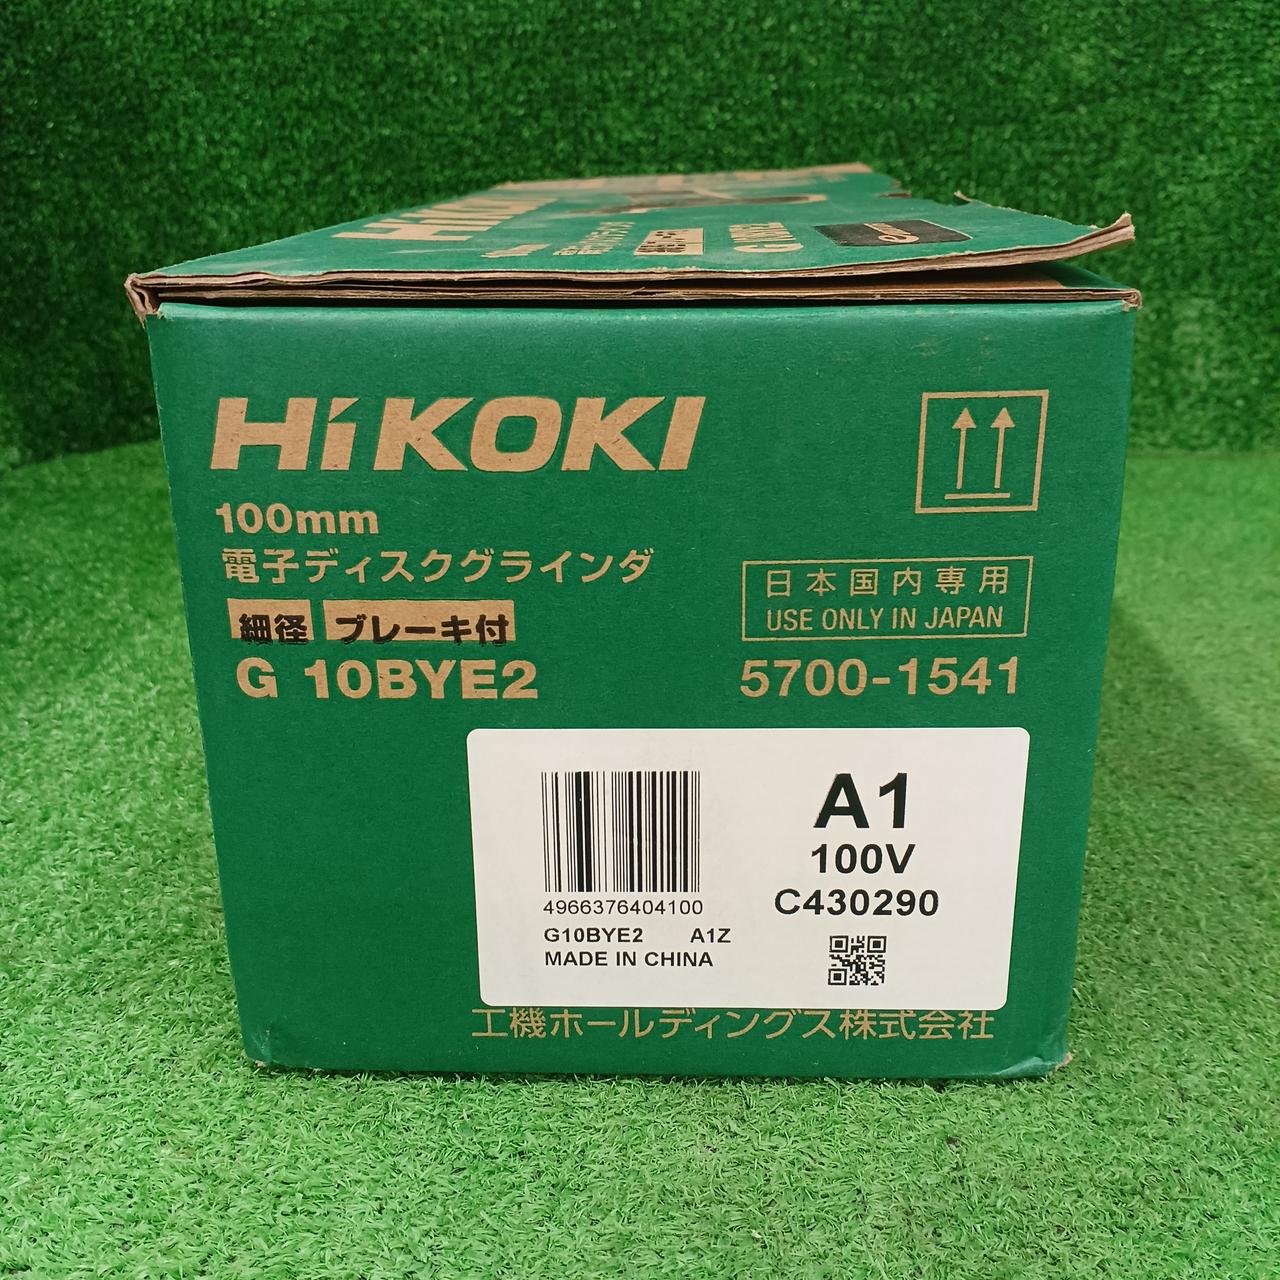 HiKOKI
100mm
電子ディスクグラインダ
細径 ブレーキ付
G 10BYE2
日本国内専用
USE ONLY IN JAPAN
5700-1541
A1
100V
C430290
4966376404100
G10BYE2 A1Z
MADE IN CHINA
工機ホールディングス株式会社